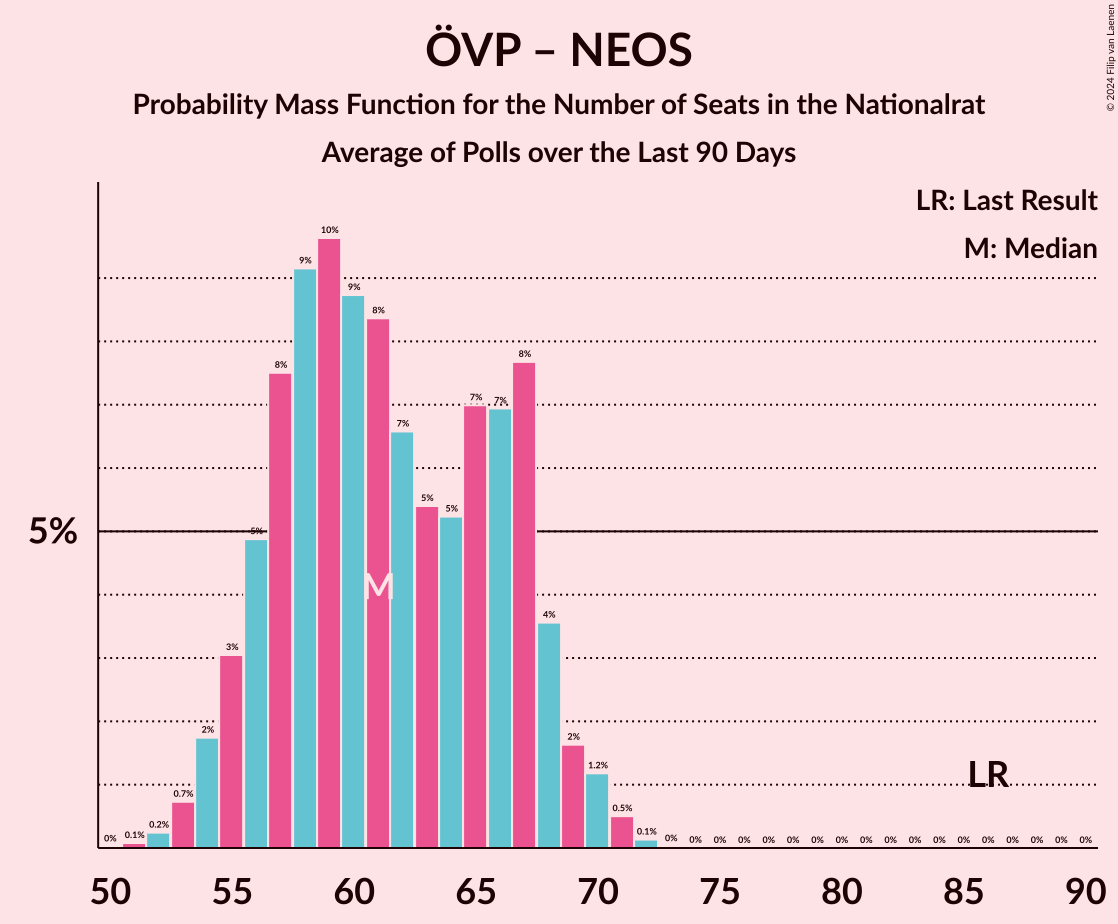 ÖVP – NEOS
Probability Mass Function for the Number of Seats in the Nationalrat
Average of Polls over the Last 90 Days
© 2024 Filip van Laenen
LR: Last Result
M: Median
5%
0% 0.1% 0.2% 0.7% 2% 3% 5% 8% 9% 10% 9% 8% 7% 5% 5% 7% 7% 8% 4% 2% 1.2% 0.5% 0.1% 0% 0% 0% 0% 0% 0% 0% 0% 0% 0% 0% 0% 0% 0% 0% 0% 0% 0%
M
LR
50 55 60 65 70 75 80 85 90